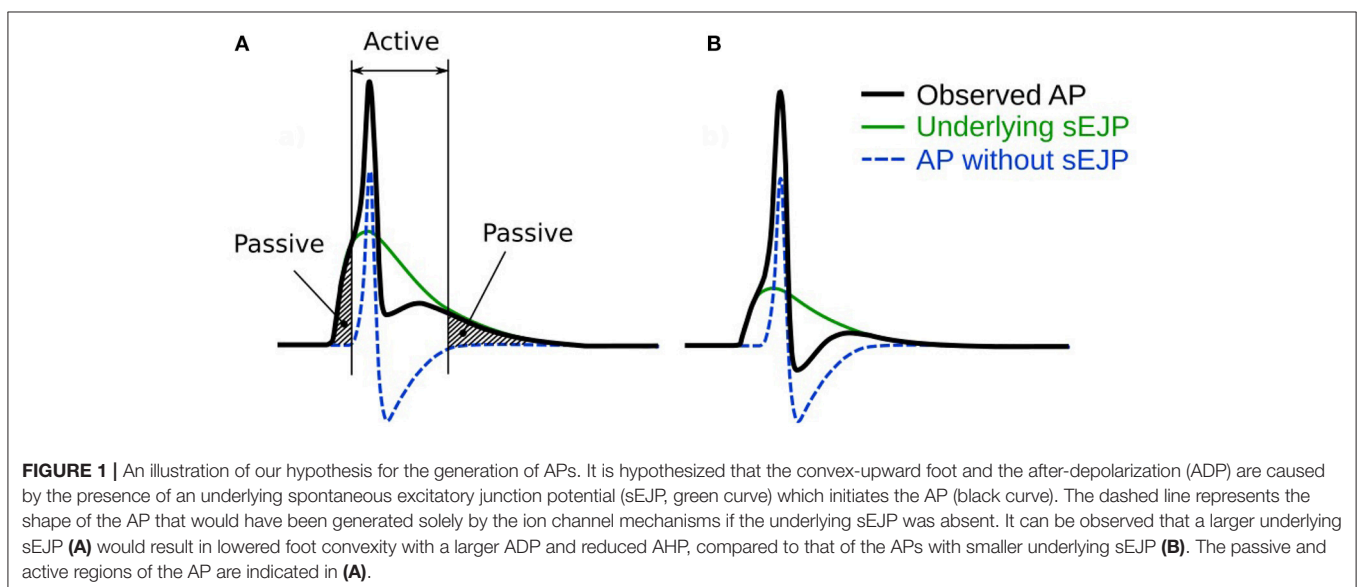 A
Active
Passive
Passive
a)
B
b)
Observed AP
Underlying sEJP
AP without sEJP
FIGURE 1 | An illustration of our hypothesis for the generation of APs. It is hypothesized that the convex-upward foot and the after-depolarization (ADP) are caused
by the presence of an underlying spontaneous excitatory junction potential (sEJP, green curve) which initiates the AP (black curve). The dashed line represents the
shape of the AP that would have been generated solely by the ion channel mechanisms if the underlying sEJP was absent. It can be observed that a larger underlying
sEJP (A) would result in lowered foot convexity with a larger ADP and reduced AHP, compared to that of the APs with smaller underlying sEJP (B). The passive and
active regions of the AP are indicated in (A).